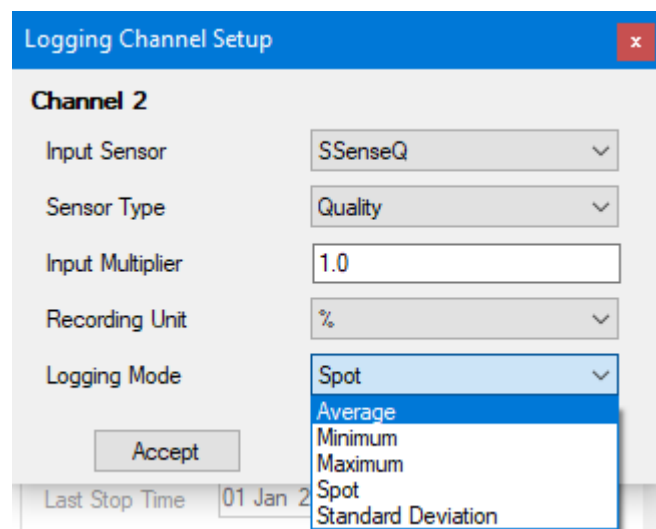 Logging Channel Setup
x
Channel 2
Input Sensor SSenseQ
Sensor Type Quality
Input Multiplier 1.0
Recording Unit %
Logging Mode Spot
Average
Minimum
Accept
Maximum
Spot
Last Stop Time 01 Jan 2
Standard Deviation